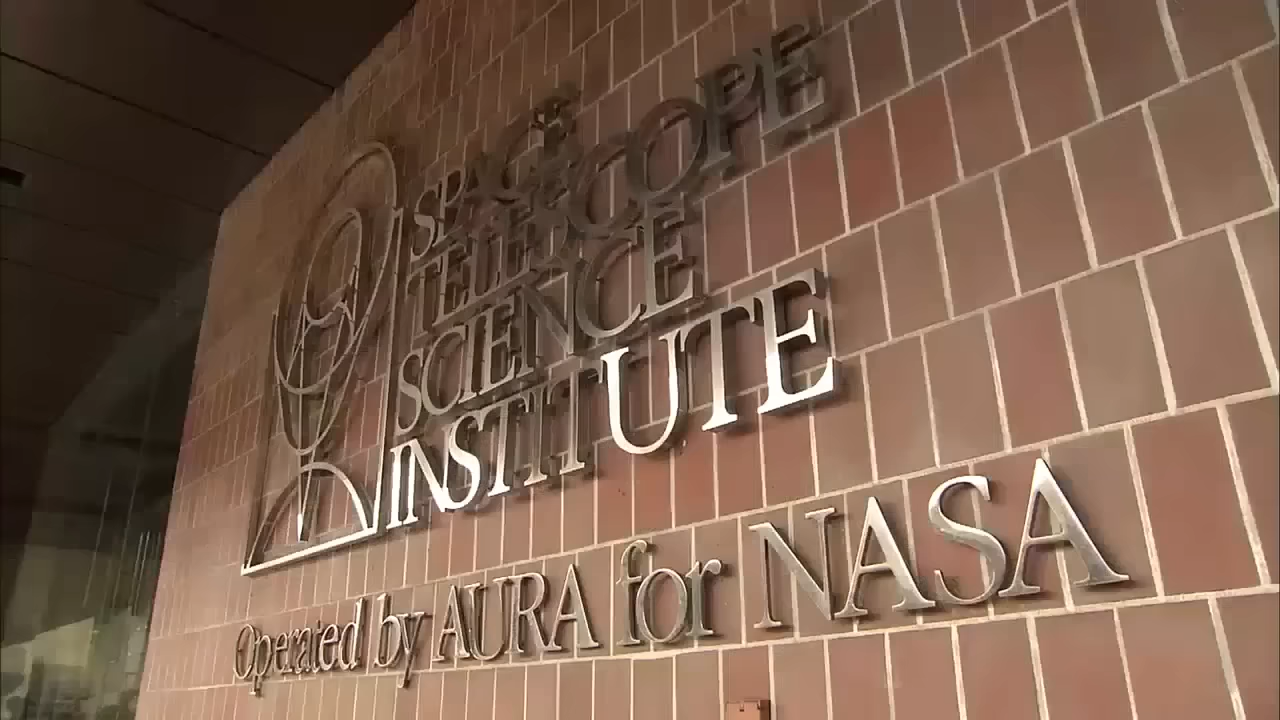 SPACE
TELESCOPE
SCIENCE
INSTITUTE
Operated by AURA for NASA